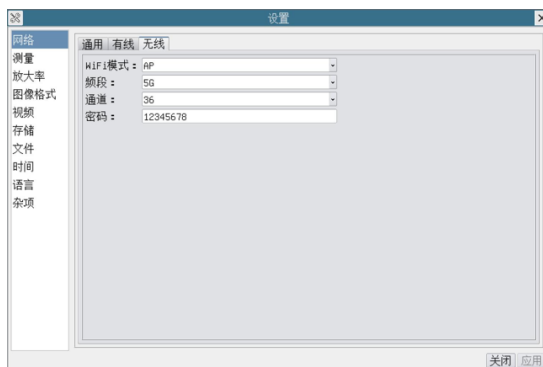 设置
网络
测量
放大率
图像格式
视频
存储
文件
时间
语言
杂项
通用 有线 无线
WiFi模式： AP
频段： 5G
通道： 36
密码： 12345678
关闭 应用